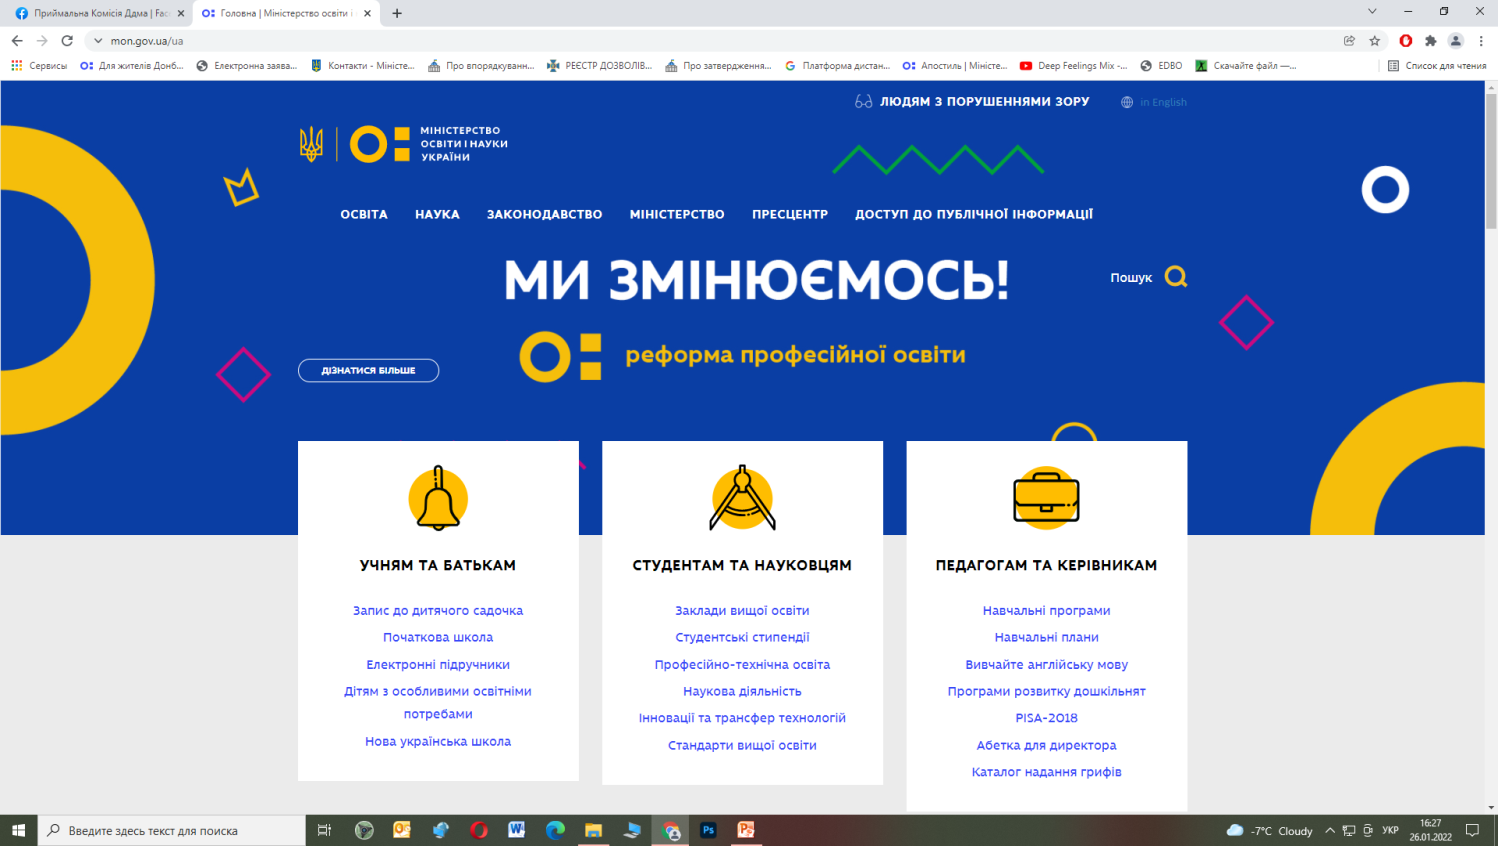 Приймальна Комісія Ддма | Fac
Головна | Міністерство освіти і
mon.gov.ua/ua
Сервисы
Для жителів Донб...
Електронна заява...
Контакти - Міністе...
Про впорядкуванн...
РЕЄСТР ДОЗВОЛІВ...
Про затвердження...
Платформа дистан...
Апостиль | Міністе...
Deep Feelings Mix -...
EDBO
Скачайте файл —...
Список для чтения
ЛЮДЯМ З ПОРУШЕННЯМИ ЗОРУ
in English
МІНІСТЕРСТВО
ОСВІТИ І НАУКИ
УКРАЇНИ
ОСВІТА
НАУКА
ЗАКОНОДАВСТВО
МІНІСТЕРСТВО
ПРЕСЦЕНТР
ДОСТУП ДО ПУБЛІЧНОЇ ІНФОРМАЦІЇ
МИ ЗМІНЮЄМОСЬ!
Пошук
реформа професійної освіти
ДІЗНАТИСЯ БІЛЬШЕ
УЧНЯМ ТА БАТЬКАМ
Запис до дитячого садочка
Початкова школа
Електронні підручники
Дітям з особливими освітніми
потребами
Нова українська школа
СТУДЕНТАМ ТА НАУКОВЦЯМ
Заклади вищої освіти
Студентські стипендії
Професійно-технічна освіта
Наукова діяльність
Інновації та трансфер технологій
Стандарти вищої освіти
ПЕДАГОГАМ ТА КЕРІВНИКАМ
Навчальні програми
Навчальні плани
Вивчайте англійську мову
Програми розвитку дошкільнят
PISA-2018
Абетка для директора
Каталог надання грифів
Введите здесь текст для поиска
-7°C Cloudy
УКР
16:27
26.01.2022